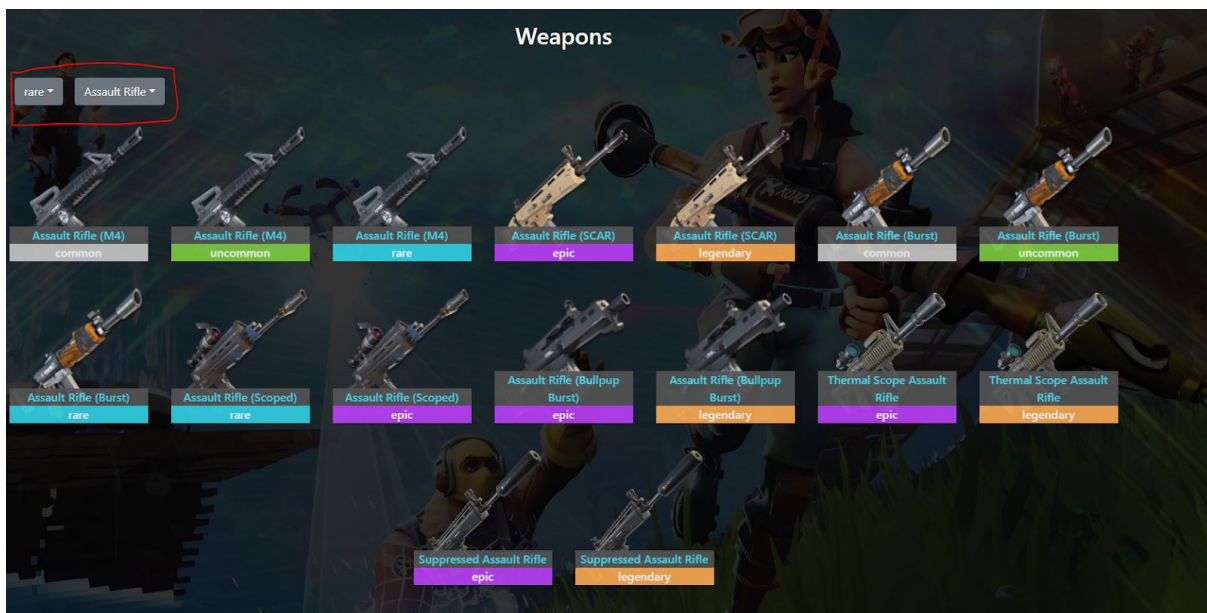 Weapons
rare
Assault Rifle
Assault Rifle (M4)
common
Assault Rifle (M4)
uncommon
Assault Rifle (M4)
rare
Assault Rifle (SCAR)
epic
Assault Rifle (SCAR)
legendary
Assault Rifle (Burst)
common
Assault Rifle (Burst)
uncommon
Assault Rifle (Burst)
rare
Assault Rifle (Scoped)
rare
Assault Rifle (Scoped)
epic
Assault Rifle (Bullpup
Burst)
epic
Assault Rifle (Bullpup
Burst)
legendary
Thermal Scope Assault
Rifle
epic
Thermal Scope Assault
Rifle
legendary
Suppressed Assault Rifle
epic
Suppressed Assault Rifle
legendary